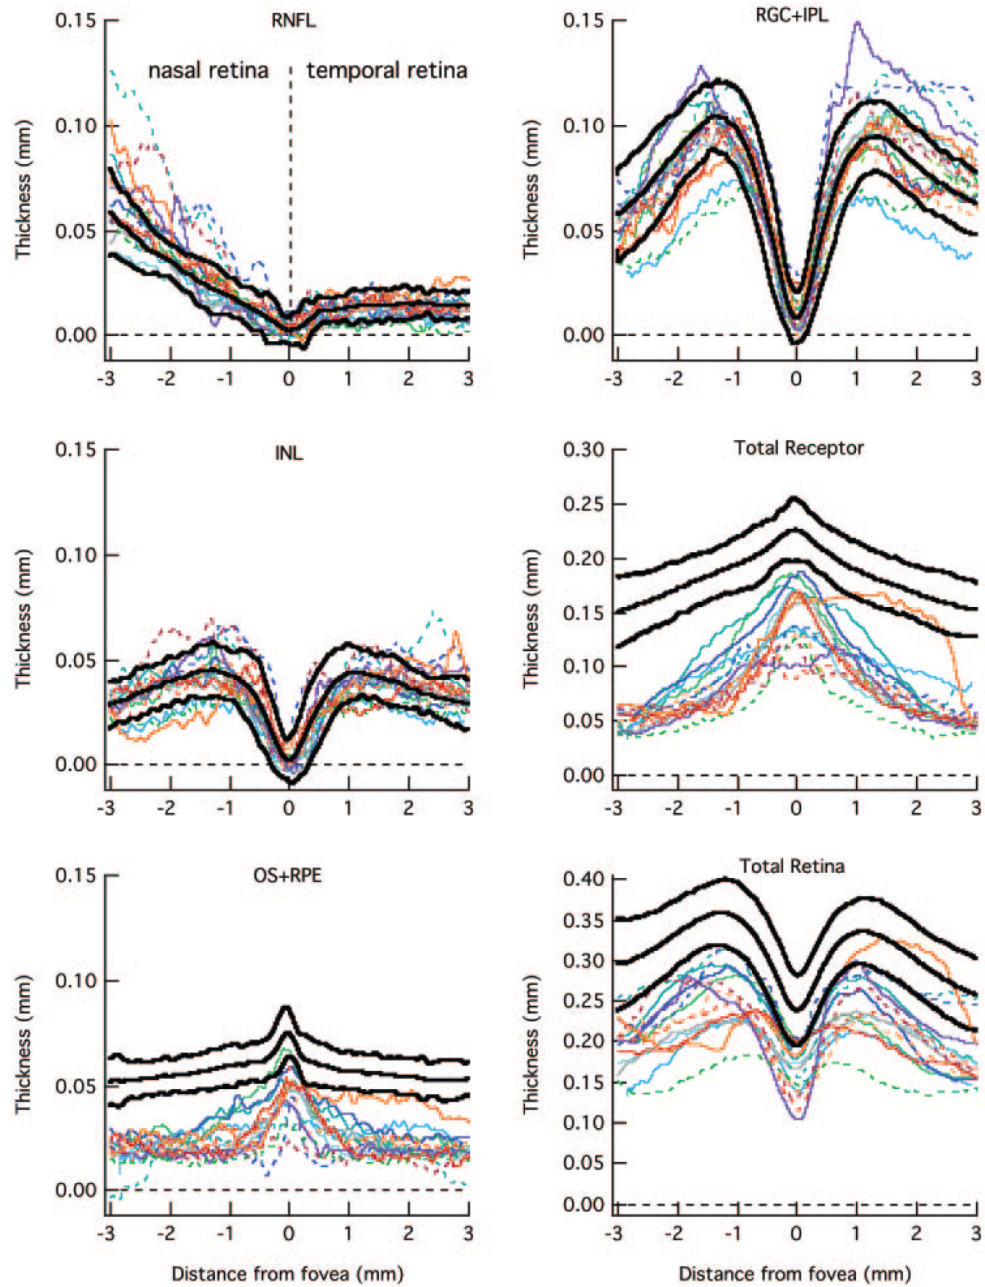 RNFL
nasal retina
temporal retina
Thickness (mm)
0.15
0.10
0.05
0.00
-3 -2 -1 0 1 2 3
RGC+IPL
Thickness (mm)
0.15
0.10
0.05
0.00
-3 -2 -1 0 1 2 3
INL
Thickness (mm)
0.15
0.10
0.05
0.00
-3 -2 -1 0 1 2 3
Total Receptor
Thickness (mm)
0.30
0.25
0.20
0.15
0.10
0.05
0.00
-3 -2 -1 0 1 2 3
OS+RPE
Thickness (mm)
0.15
0.10
0.05
0.00
-3 -2 -1 0 1 2 3
Distance from fovea (mm)
Total Retina
Thickness (mm)
0.40
0.35
0.30
0.25
0.20
0.15
0.10
0.05
0.00
-3 -2 -1 0 1 2 3
Distance from fovea (mm)